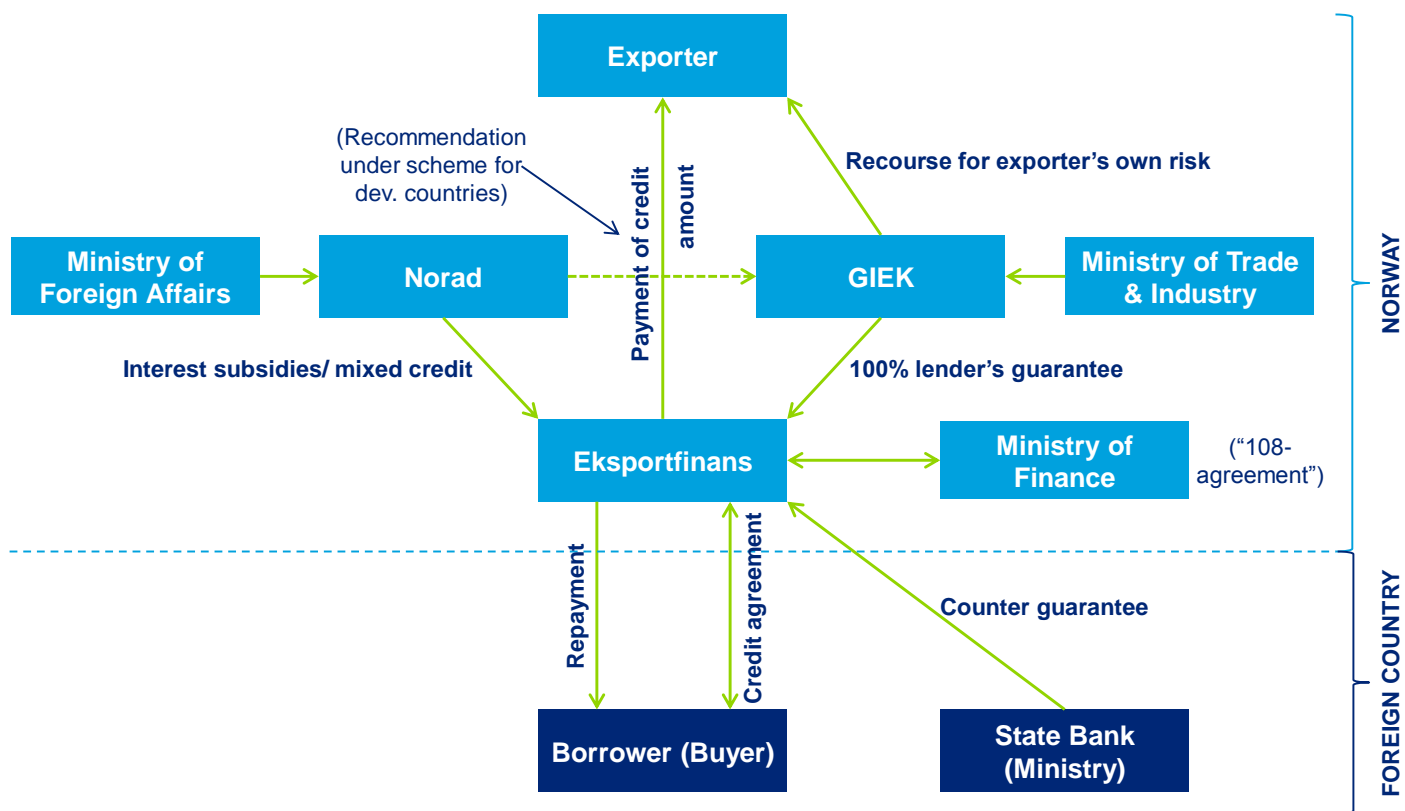 Exporter
(Recommendation
under scheme for
dev. countries)
Payment of credit
amount
Recourse for exporter’s own risk
Ministry of
Foreign Affairs
Norad
GIEK
Ministry of Trade
& Industry
NORWAY
Interest subsidies/ mixed credit
100% lender’s guarantee
Eksportfinans
Ministry of
Finance
(“108-
agreement”)
Repayment
Credit agreement
Counter guarantee
FOREIGN COUNTRY
Borrower (Buyer)
State Bank
(Ministry)